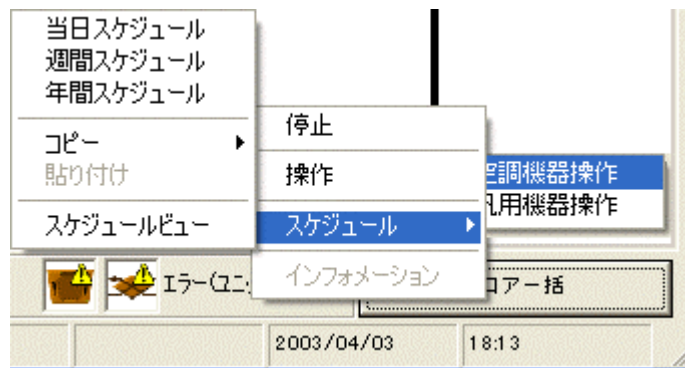 当日スケジュール
週間スケジュール
年間スケジュール
コピー
貼り付け
スケジュールビュー
停止
操作
スケジュール
インフォメーション
空調機器操作
汎用機器操作
エラー(ユニ
ロアー括
2003/04/03
18:13